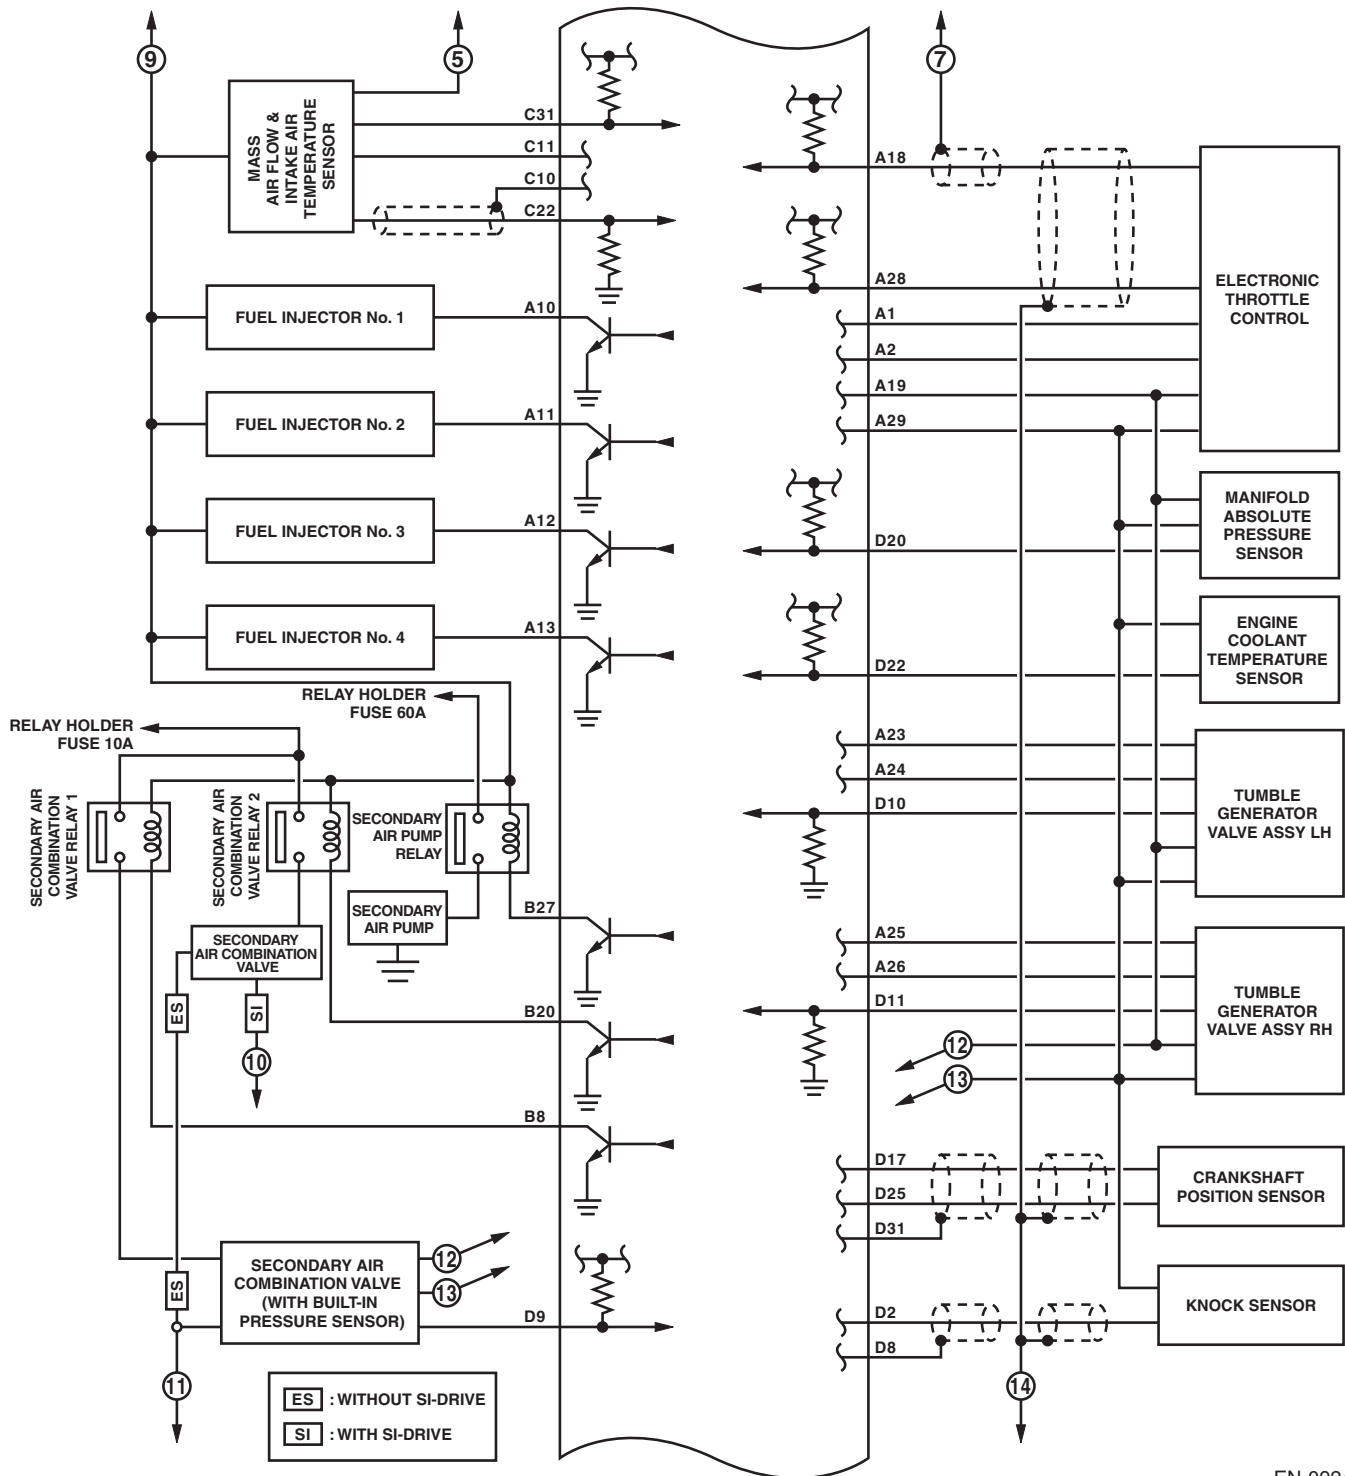 9
5
7
MASS
AIR FLOW &
INTAKE AIR
TEMPERATURE
SENSOR
C31
C11
C10
C22
A18
A28
A1
A2
A19
A29
ELECTRONIC
THROTTLE
CONTROL
FUEL INJECTOR No. 1
A10
FUEL INJECTOR No. 2
A11
FUEL INJECTOR No. 3
A12
FUEL INJECTOR No. 4
A13
D20
MANIFOLD
ABSOLUTE
PRESSURE
SENSOR
D22
ENGINE
COOLANT
TEMPERATURE
SENSOR
RELAY HOLDER
FUSE 60A
RELAY HOLDER
FUSE 10A
SECONDARY AIR
COMBINATION
VALVE RELAY 1
SECONDARY AIR
COMBINATION
VALVE RELAY 2
SECONDARY
AIR PUMP
RELAY
SECONDARY
AIR PUMP
SECONDARY
AIR COMBINATION
VALVE
ES
SI
10
B27
B20
B8
A23
A24
D10
TUMBLE
GENERATOR
VALVE ASSY LH
A25
A26
D11
12
13
TUMBLE
GENERATOR
VALVE ASSY RH
D17
D25
D31
CRANKSHAFT
POSITION SENSOR
ES
SECONDARY AIR
COMBINATION VALVE
(WITH BUILT-IN
PRESSURE SENSOR)
12
13
D9
D2
D8
KNOCK SENSOR
11
14
ES : WITHOUT SI-DRIVE
SI : WITH SI-DRIVE